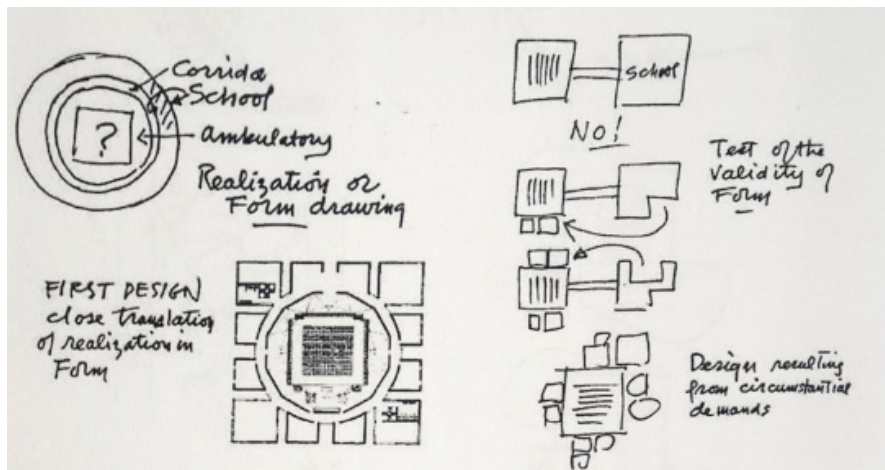 Corridor
School
ambulatory
?
Realization or
Form drawing
FIRST DESIGN
close translation
of realization in
Form
School
NO!
Test of the
validity of
Form
Design resulting
from circumstantial
demands